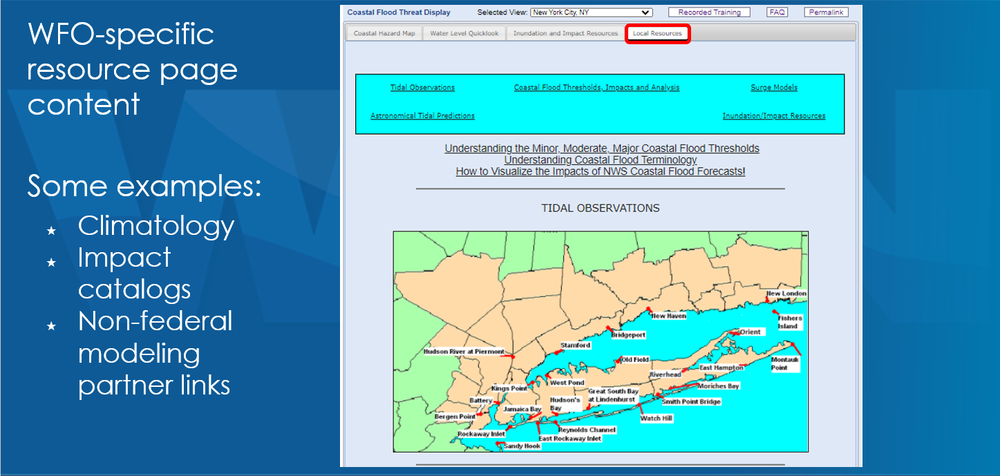 WFO-specific
resource page
content
Some examples:
Climatology
Impact
catalogs
Non-federal
modeling
partner links
Coastal Flood Threat Display Selected View: New York City, NY Recorded Training FAQ Permalink
Coastal Hazard Map Water Level Quicklook Inundation and Impact Resources Local Resources
Tidal Observations Coastal Flood Thresholds, Impacts and Analysis Surge Models
Astronomical Tidal Predictions Inundation/Impact Resources
Understanding the Minor, Moderate, Major Coastal Flood Thresholds
Understanding Coastal Flood Terminology
How to Visualize the Impacts of NWS Coastal Flood Forecasts!
TIDAL OBSERVATIONS
New London
New Haven
Fishers
Island
Bridgeport
Orient
Stamford
Hudson River at Piermont
Old Field
Montauk
Point
East Hampton
Riverhead
West Pond
Moriches Bay
Kings Point
Great South Bay
at Lindenhurst
Battery
Hudson's
Bay
Smith Point Bridge
Jamaica Bay
Bergen Point
Watch Hill
Reynolds Channel
Rockaway Inlet
East Rockaway Inlet
Sandy Hook